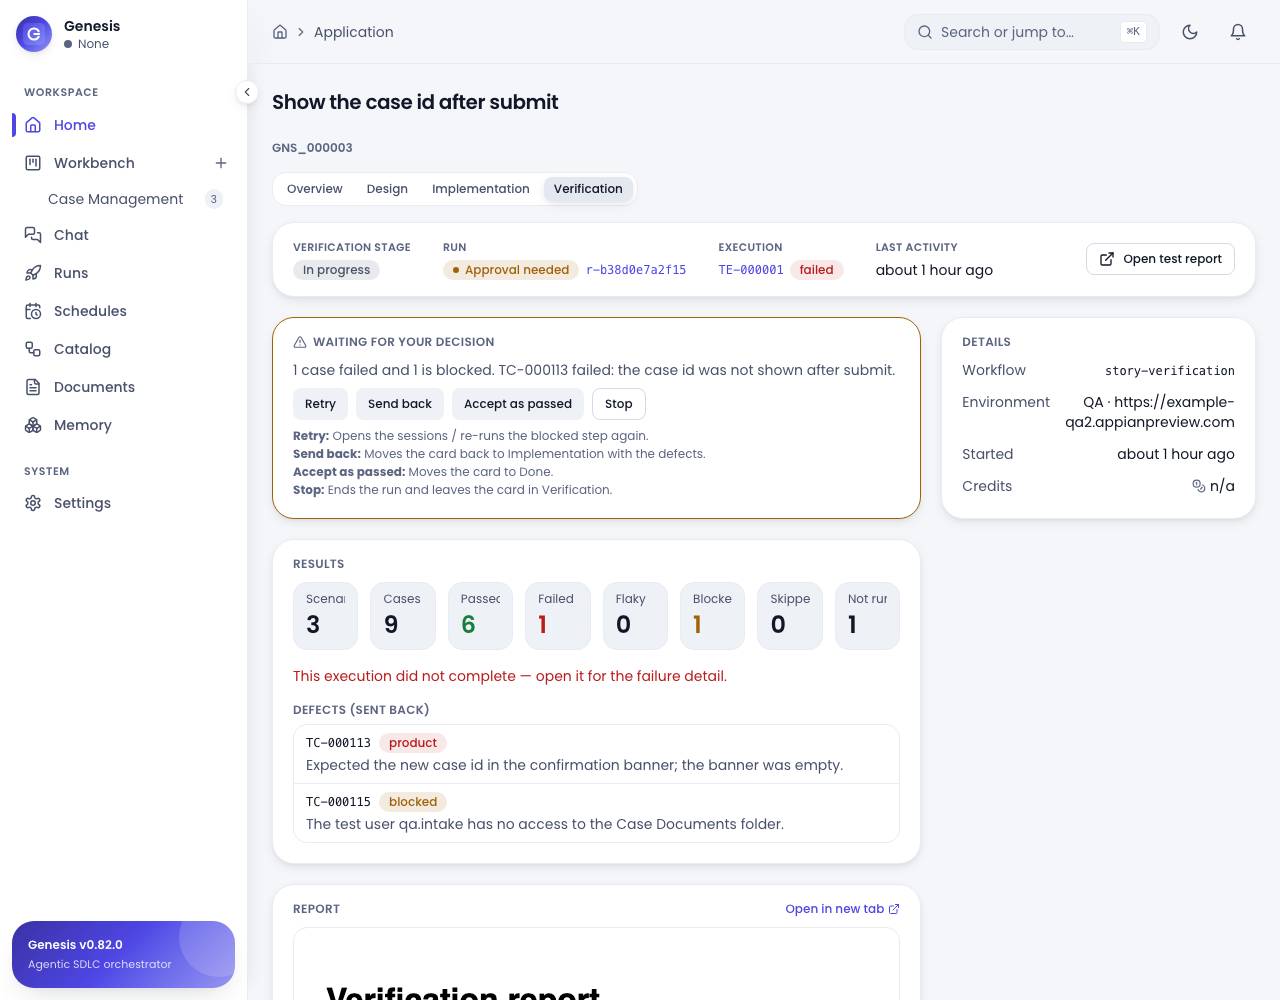 Genesis
None
WORKSPACE
Home
Workbench
Case Management 3
Chat
Runs
Schedules
Catalog
Documents
Memory
SYSTEM
Settings
Genesis v0.82.0
Agentic SDLC orchestrator
Application
Search or jump to… ⌘K
Show the case id after submit
GNS_000003
Overview Design Implementation Verification
VERIFICATION STAGE RUN EXECUTION LAST ACTIVITY
In progress Approval needed r-b38d0e7a2f15 TE-000001 failed about 1 hour ago
Open test report
WAITING FOR YOUR DECISION
1 case failed and 1 is blocked. TC-000113 failed: the case id was not shown after submit.
Retry Send back Accept as passed Stop
Retry: Opens the sessions / re-runs the blocked step again.
Send back: Moves the card back to Implementation with the defects.
Accept as passed: Moves the card to Done.
Stop: Ends the run and leaves the card in Verification.
DETAILS
Workflow story-verification
Environment QA · https://example-
qa2.appianpreview.com
Started about 1 hour ago
Credits n/a
RESULTS
Scenar Cases Passed Failed Flaky Blocke Skippe Not run
3 9 6 1 0 1 0 1
This execution did not complete — open it for the failure detail.
DEFECTS (SENT BACK)
TC-000113 product
Expected the new case id in the confirmation banner; the banner was empty.
TC-000115 blocked
The test user qa.intake has no access to the Case Documents folder.
REPORT Open in new tab
Verification report